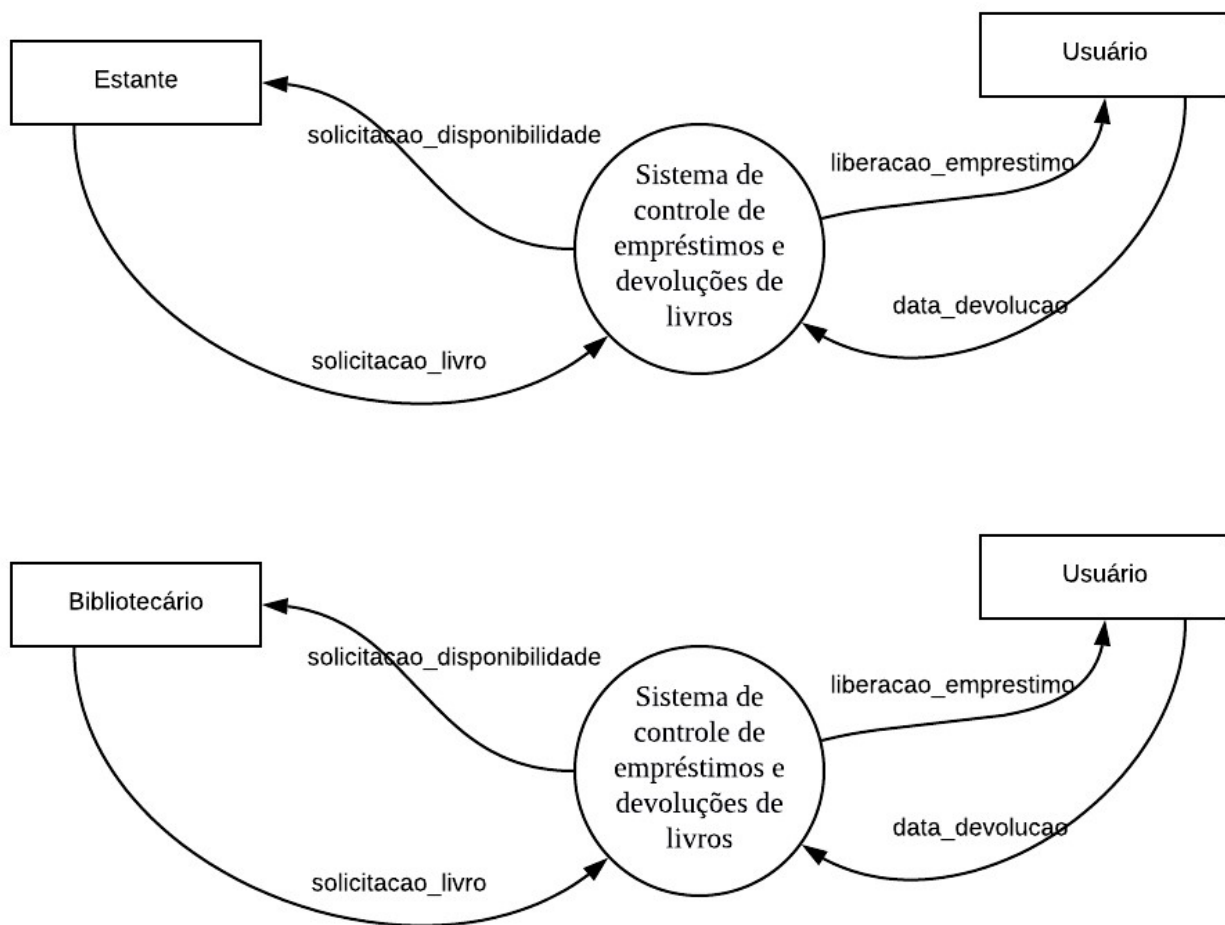 Estante
Usuário
solicitacao_disponibilidade
liberacao_emprestimo
Sistema de
controle de
empréstimos e
devoluções de
livros
data_devolucao
solicitacao_livro
Bibliotecário
Usuário
solicitacao_disponibilidade
liberacao_emprestimo
Sistema de
controle de
empréstimos e
devoluções de
livros
data_devolucao
solicitacao_livro